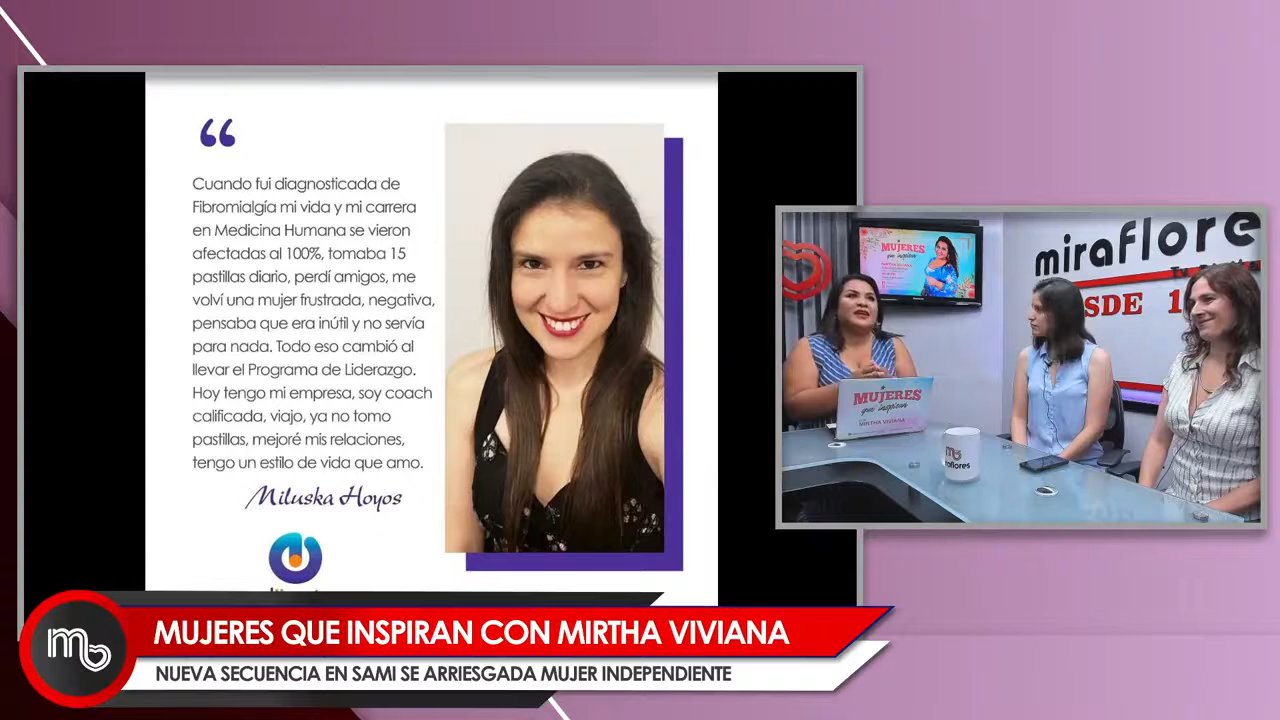 “
Cuando fui diagnosticada de
Fibromialgía mi vida y mi carrera
en Medicina Humana se vieron
afectadas al 100%, tomaba 15
pastillas diario, perdí amigos, me
volví una mujer frustrada, negativa,
pensaba que era inútil y no servía
para nada. Todo eso cambió al
llevar el Programa de Liderazgo.
Hoy tengo mi empresa, soy coach
calificada, viajo, ya no tomo
pastillas, mejoré mis relaciones,
tengo un estilo de vida que amo.
Miluska Hoyos
MUJERES
que inspiran
MIRTHA VIVIANA
miraflore
DESDE 1
MUJERES
que inspiran
MIRTHA VIVIANA
mb
miraflores
mb
MUJERES QUE INSPIRAN CON MIRTHA VIVIANA
NUEVA SECUENCIA EN SAMI SE ARRIESGADA MUJER INDEPENDIENTE